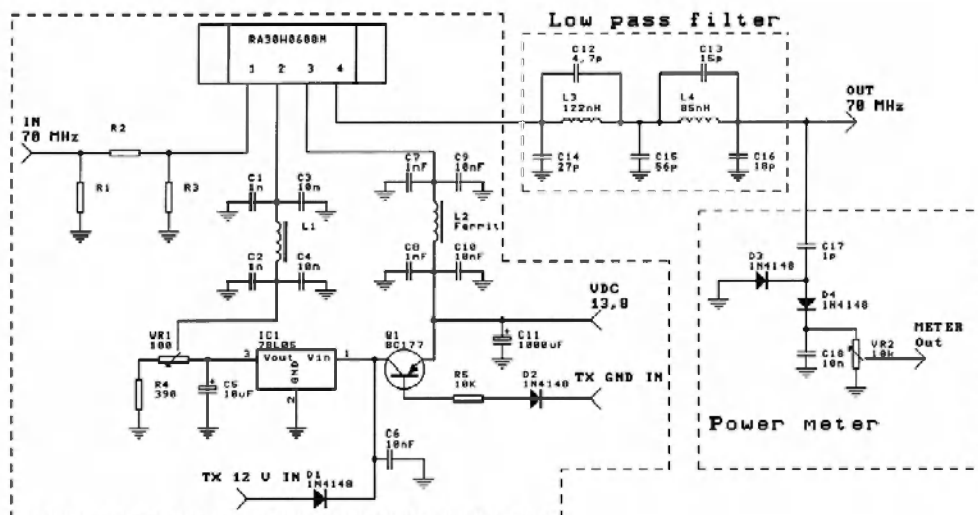 Low pass filter
RA30H0608M
1 2 3 4
C12
4,7p
C13
15p
L3
122nH
L4
85nH
OUT
70 MHz
IN
70 MHz
R2
R1
R3
C14
27p
C15
56p
C16
18p
C7
1nF
C9
10nF
C1
1n
C3
10n
L1
L2
Ferrit
C2
1n
C4
10n
C8
1nF
C10
10nF
C17
1p
D3
1N4148
D4
1N4148
VDC
13,8
VR1
100
IC1
78L05
Q1
BC177
C11
1000uF
METER
Out
3 Vout Vin 1
GND
2
R4
390
C5
10uF
R5
10K
D2
1N4148
TX GND IN
C18
10n
VR2
10k
Power meter
C6
10nF
TX 12 V IN
D1
1N4148